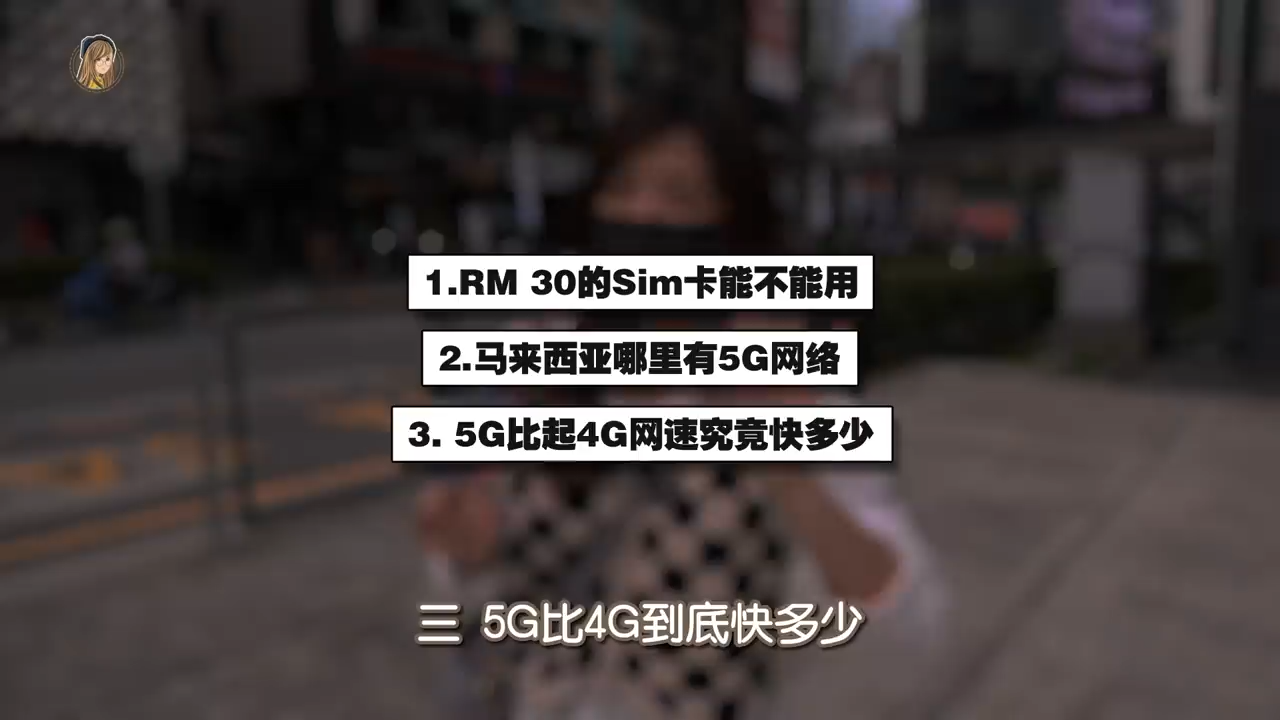 1.RM 30的Sim卡能不能用
2.马来西亚哪里有5G网络
3. 5G比起4G网速究竟快多少
三 5G比4G到底快多少